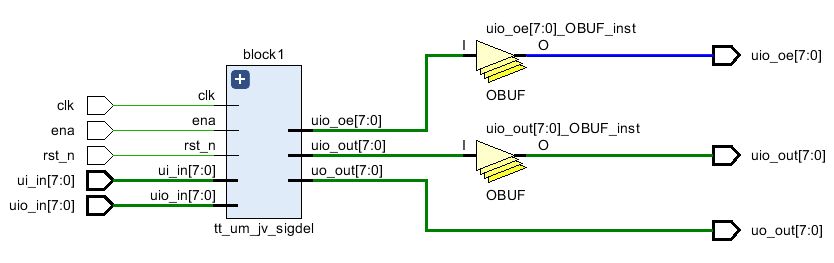 uio_oe[7:0]_OBUF_inst
block1
I
O
uio_oe[7:0]
OBUF
clk
clk
ena
ena
uio_oe[7:0]
uio_out[7:0]_OBUF_inst
rst_n
rst_n
uio_out[7:0]
I
O
uio_out[7:0]
ui_in[7:0]
ui_in[7:0]
uo_out[7:0]
OBUF
uio_in[7:0]
uio_in[7:0]
tt_um_jv_sigdel
uo_out[7:0]